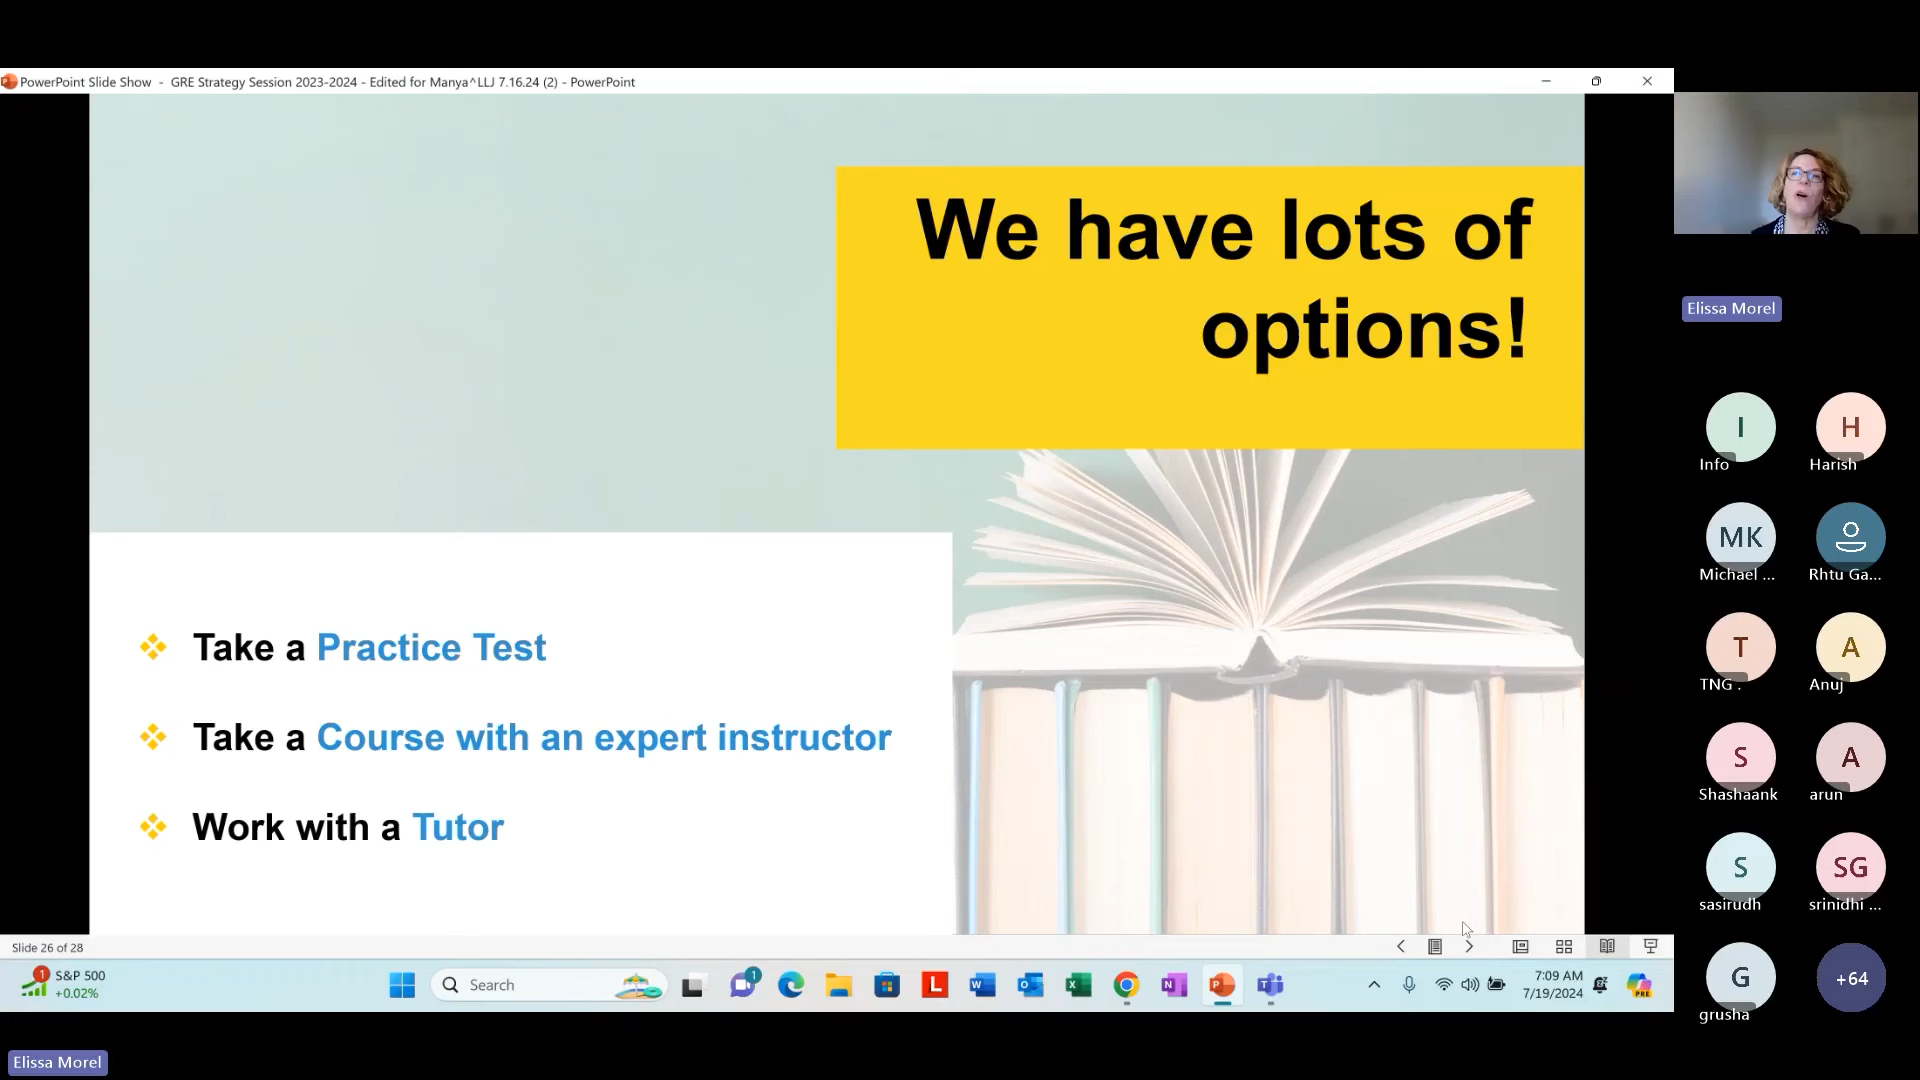 PowerPoint Slide Show - GRE Strategy Session 2023-2024 - Edited for Manya^LLJ 7.16.24 (2) - PowerPoint
We have lots of
options!
Take a Practice Test
Take a Course with an expert instructor
Work with a Tutor
Slide 26 of 28
1
S&P 500
+0.02%
Search
1
7:09 AM
7/19/2024
PRE
Elissa Morel
I
Info
H
Harish
MK
Michael ...
Rhtu Ga...
T
TNG .
A
Anuj
S
Shashaank
A
arun
S
sasirudh
SG
srinidhi ...
G
grusha
+64
Elissa Morel